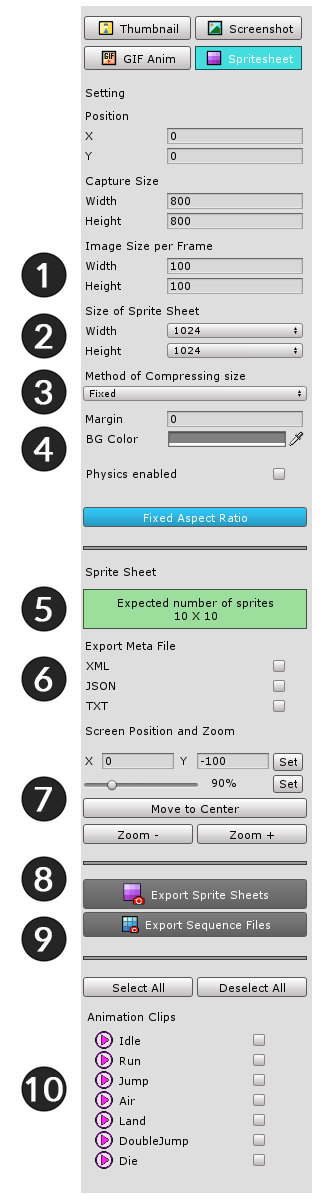 Thumbnail Screenshot
GIF GIF Anim Spritesheet
Setting
Position
X 0
Y 0
Capture Size
Width 800
Height 800
Image Size per Frame
1
Width 100
Height 100
Size of Sprite Sheet
2
Width 1024
Height 1024
Method of Compressing size
3
Fixed
Margin 0
4
BG Color
Physics enabled
Fixed Aspect Ratio
Sprite Sheet
5
Expected number of sprites
10 X 10
Export Meta File
6
XML
JSON
TXT
Screen Position and Zoom
X 0 Y -100 Set
90% Set
7
Move to Center
Zoom - Zoom +
8
Export Sprite Sheets
9
Export Sequence Files
Select All Deselect All
Animation Clips
Idle
Run
10
Jump
Air
Land
DoubleJump
Die